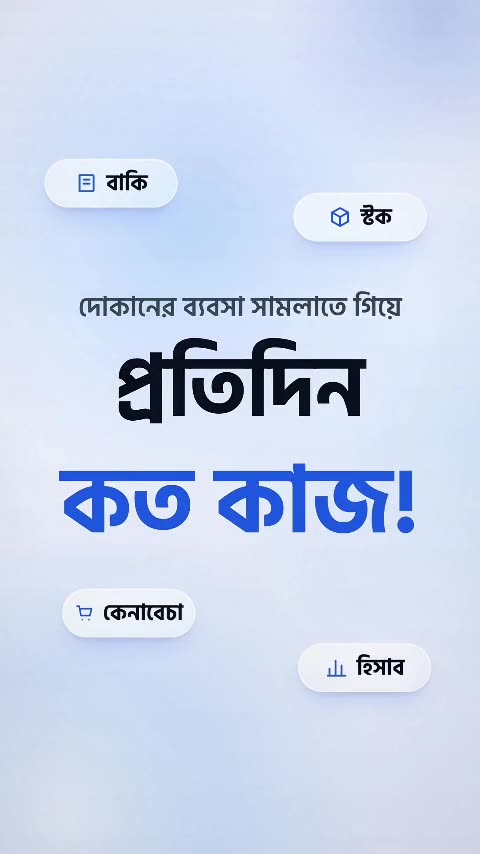 বাকি
স্টক
দোকানের ব্যবসা সামলাতে গিয়ে
প্রতিদিন
কত কাজ!
কেনাবেচা
হিসাব